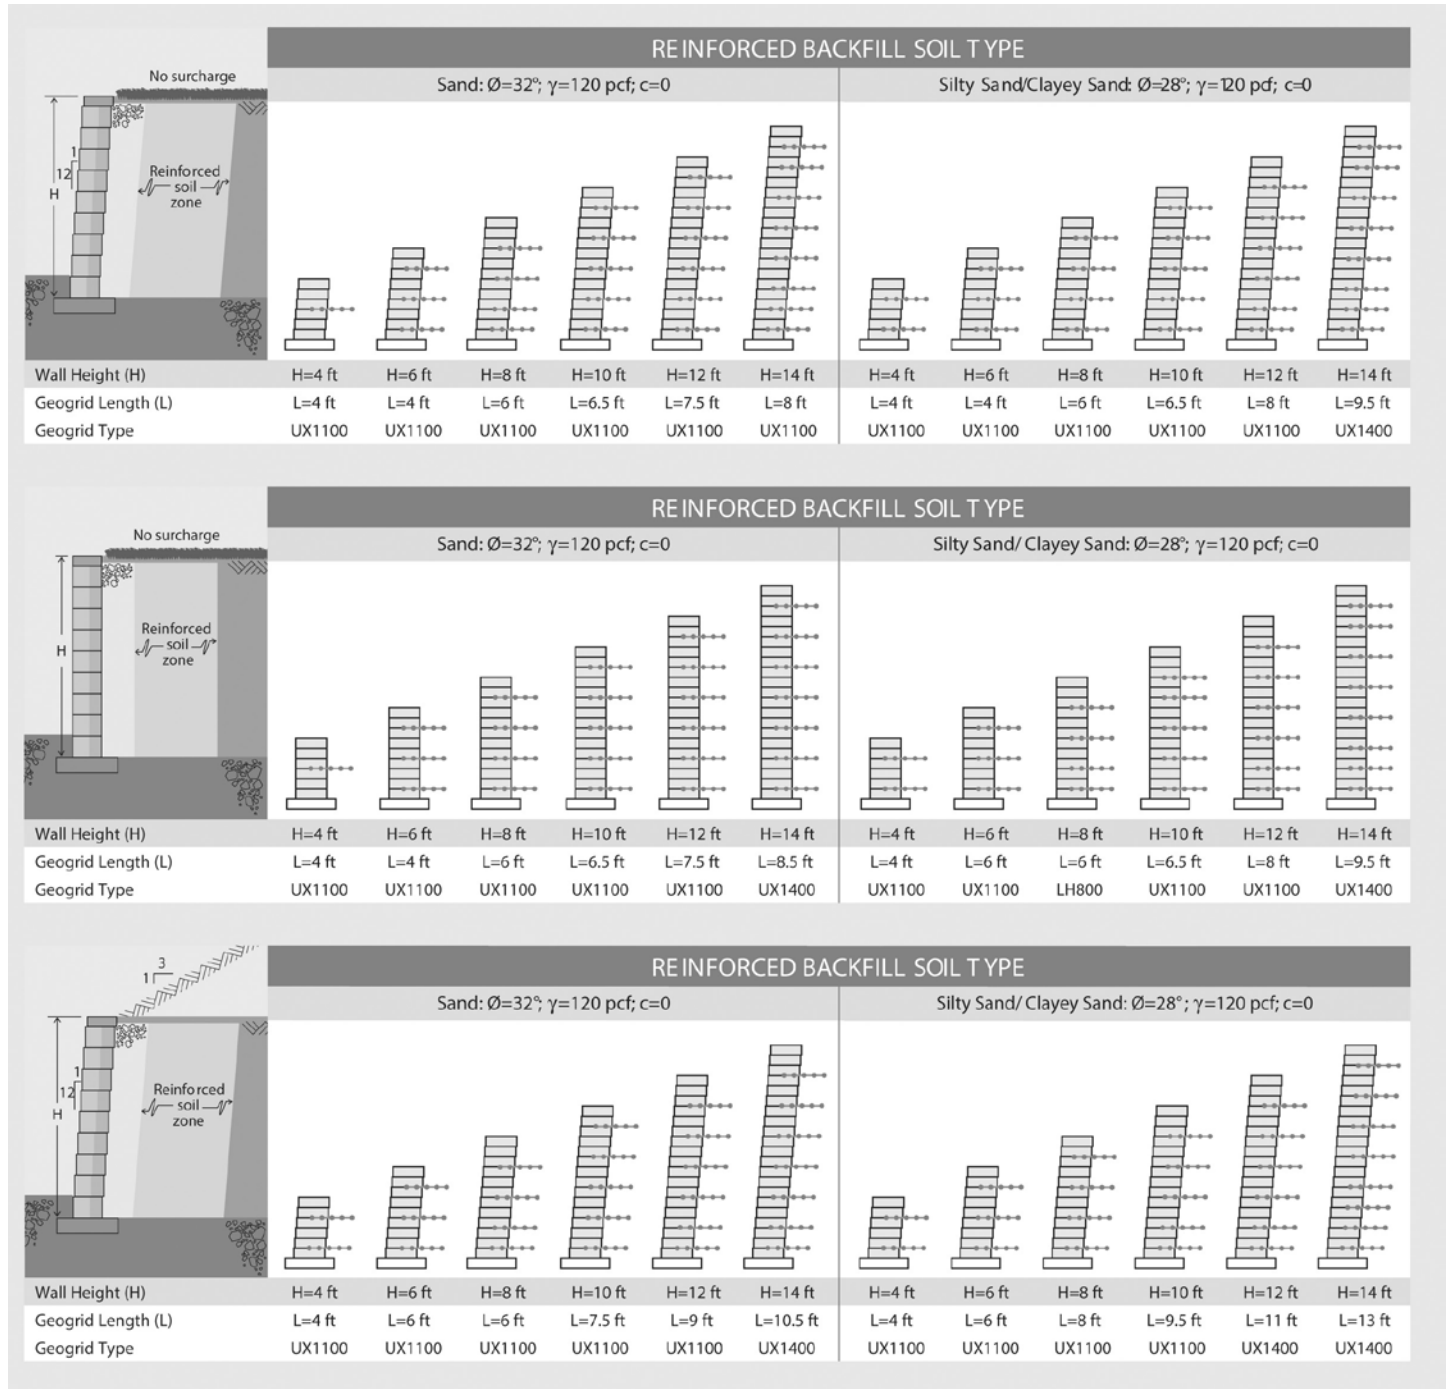 REINFORCED BACKFILL SOIL TYPE
No surcharge
Sand: Ø=32°; γ=120 pcf; c=0 Silty Sand/Clayey Sand: Ø=28°; γ=120 pcf; c=0
1
12
H
Reinforced
soil
zone
Wall Height (H) H=4 ft H=6 ft H=8 ft H=10 ft H=12 ft H=14 ft H=4 ft H=6 ft H=8 ft H=10 ft H=12 ft H=14 ft
Geogrid Length (L) L=4 ft L=4 ft L=6 ft L=6.5 ft L=7.5 ft L=8 ft L=4 ft L=4 ft L=6 ft L=6.5 ft L=8 ft L=9.5 ft
Geogrid Type UX1100 UX1100 UX1100 UX1100 UX1100 UX1100 UX1100 UX1100 UX1100 UX1100 UX1100 UX1400
REINFORCED BACKFILL SOIL TYPE
No surcharge
Sand: Ø=32°; γ=120 pcf; c=0 Silty Sand/ Clayey Sand: Ø=28°; γ=120 pcf; c=0
H
Reinforced
soil
zone
Wall Height (H) H=4 ft H=6 ft H=8 ft H=10 ft H=12 ft H=14 ft H=4 ft H=6 ft H=8 ft H=10 ft H=12 ft H=14 ft
Geogrid Length (L) L=4 ft L=4 ft L=6 ft L=6.5 ft L=7.5 ft L=8.5 ft L=4 ft L=6 ft L=6 ft L=6.5 ft L=8 ft L=9.5 ft
Geogrid Type UX1100 UX1100 UX1100 UX1100 UX1100 UX1400 UX1100 UX1100 LH800 UX1100 UX1100 UX1400
REINFORCED BACKFILL SOIL TYPE
3
1
Sand: Ø=32°; γ=120 pcf; c=0 Silty Sand/ Clayey Sand: Ø=28°; γ=120 pcf; c=0
1
12
H
Reinforced
soil
zone
Wall Height (H) H=4 ft H=6 ft H=8 ft H=10 ft H=12 ft H=14 ft H=4 ft H=6 ft H=8 ft H=10 ft H=12 ft H=14 ft
Geogrid Length (L) L=4 ft L=6 ft L=6 ft L=7.5 ft L=9 ft L=10.5 ft L=4 ft L=6 ft L=8 ft L=9.5 ft L=11 ft L=13 ft
Geogrid Type UX1100 UX1100 UX1100 UX1100 UX1100 UX1400 UX1100 UX1100 UX1100 UX1100 UX1400 UX1400